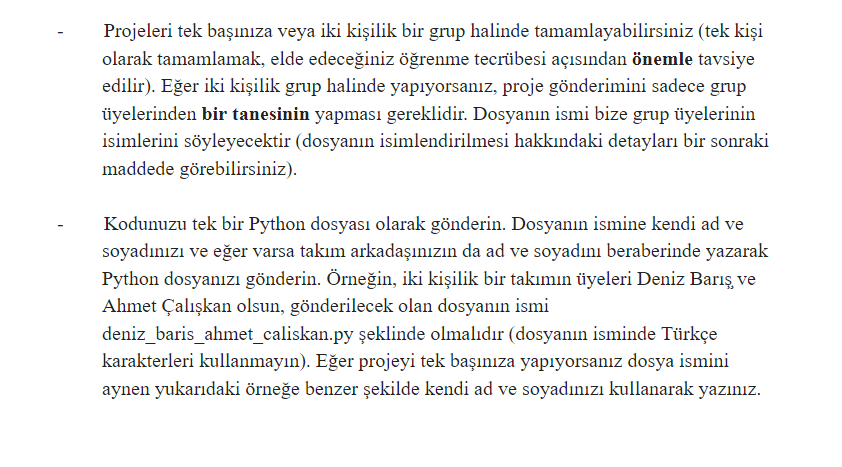 - Projeleri tek başınıza veya iki kişilik bir grup halinde tamamlayabilirsiniz (tek kişi
olarak tamamlamak, elde edeceğiniz öğrenme tecrübesi açısından önemle tavsiye
edilir). Eğer iki kişilik grup halinde yapıyorsanız, proje gönderimini sadece grup
üyelerinden bir tanesinin yapması gereklidir. Dosyanın ismi bize grup üyelerinin
isimlerini söyleyecektir (dosyanın isimlendirilmesi hakkındaki detayları bir sonraki
maddede görebilirsiniz).
- Kodunuzu tek bir Python dosyası olarak gönderin. Dosyanın ismine kendi ad ve
soyadınızı ve eğer varsa takım arkadaşınızın da ad ve soyadını beraberinde yazarak
Python dosyanızı gönderin. Örneğin, iki kişilik bir takımın üyeleri Deniz Barış ve
Ahmet Çalışkan olsun, gönderilecek olan dosyanın ismi
deniz_baris_ahmet_caliskan.py şeklinde olmalıdır (dosyanın isminde Türkçe
karakterleri kullanmayın). Eğer projeyi tek başınıza yapıyorsanız dosya ismini
aynen yukarıdaki örneğe benzer şekilde kendi ad ve soyadınızı kullanarak yazınız.